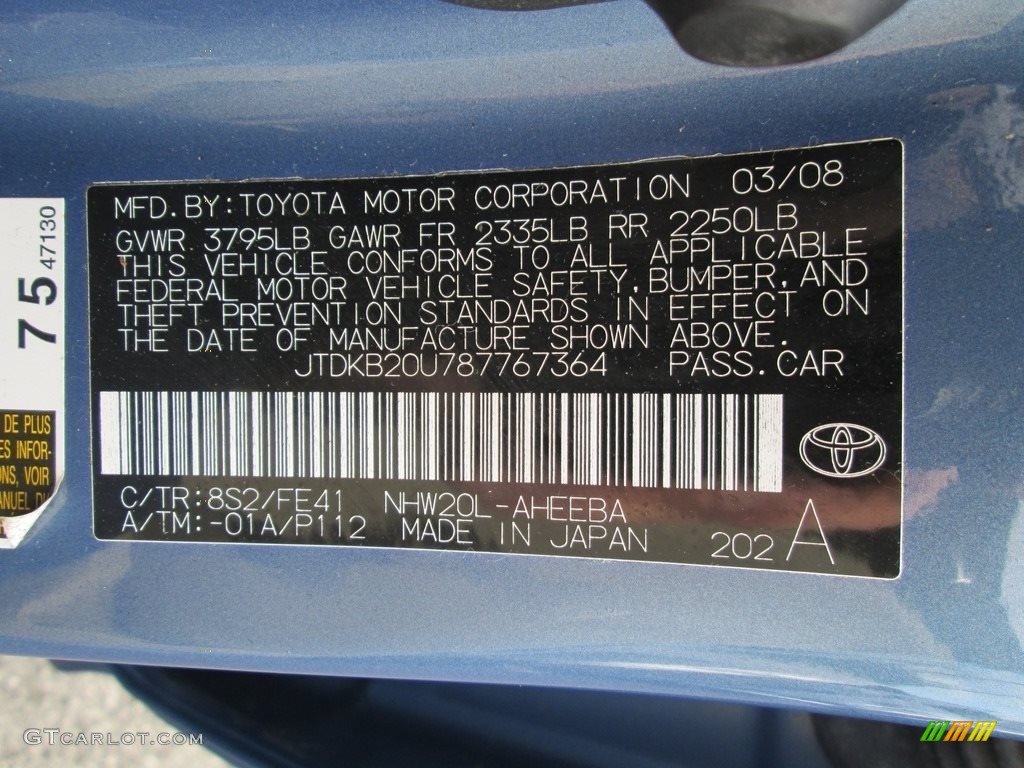 MFD.BY:TOYOTA MOTOR CORPORATION 03/08
GVWR 3795LB GAWR FR 2335LB RR 2250LB
THIS VEHICLE CONFORMS TO ALL APPLICABLE
FEDERAL MOTOR VEHICLE SAFETY, BUMPER, AND
THEFT PREVENTION STANDARDS IN EFFECT ON
THE DATE OF MANUFACTURE SHOWN ABOVE.
JTDKB20U787767364 PASS.CAR
C/TR:8S2/FE41 NHW20L-AHEEBA
A/TM:-01A/P112 MADE IN JAPAN 202 A
75 47130
DE PLUS
ES INFOR-
ONS, VOIR
ANUEL DU
GTCARLOT.COM